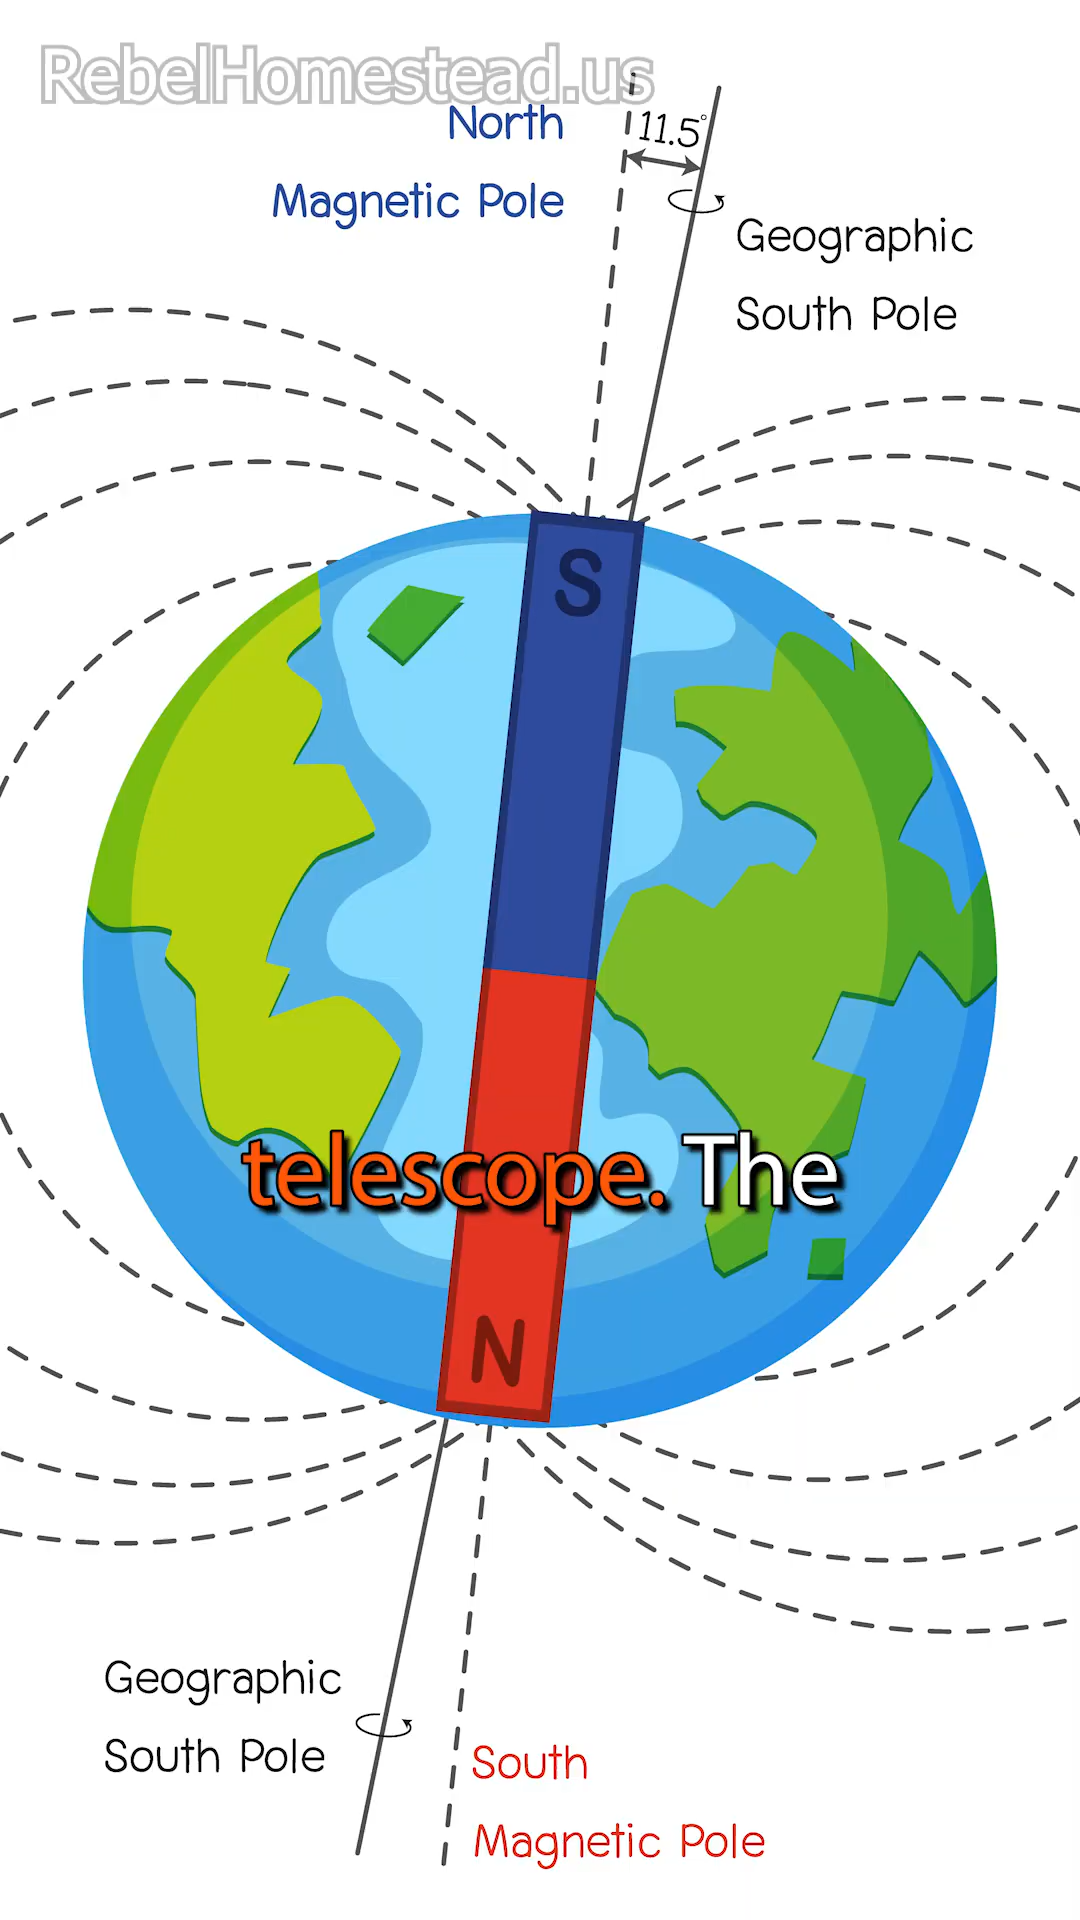 RebelHomestead.us
North
Magnetic Pole
11.5°
Geographic
South Pole
S
telescope. The
N
Geographic
South Pole
South
Magnetic Pole